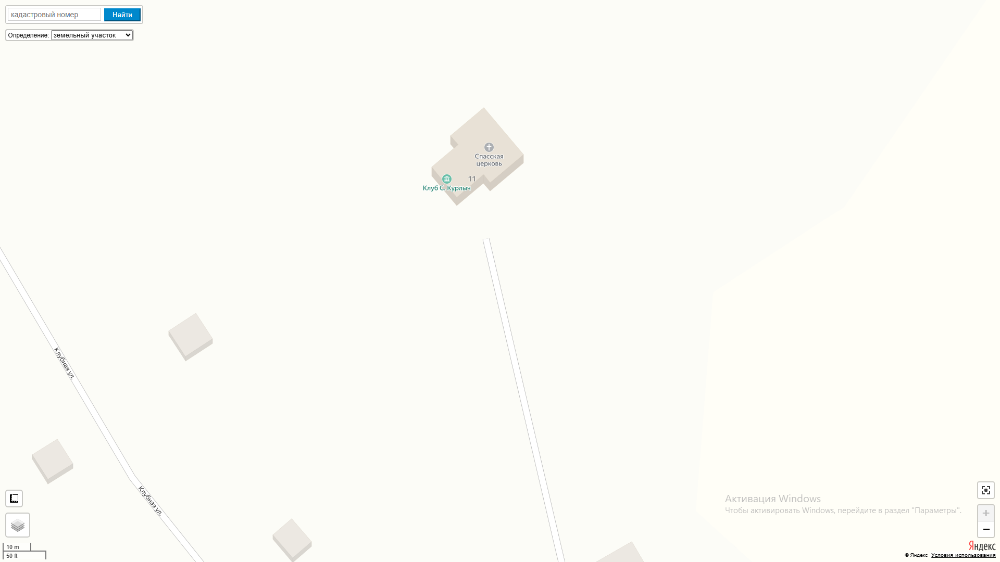 кадастровый номер
Найти
Определение: земельный участок
Спасская
церковь
11
Клуб С. Курлыч
Клубная ул.
Клубная ул.
Активация Windows
Чтобы активировать Windows, перейдите в раздел "Параметры".
+
−
10 m
50 ft
Яндекс
© Яндекс Условия использования